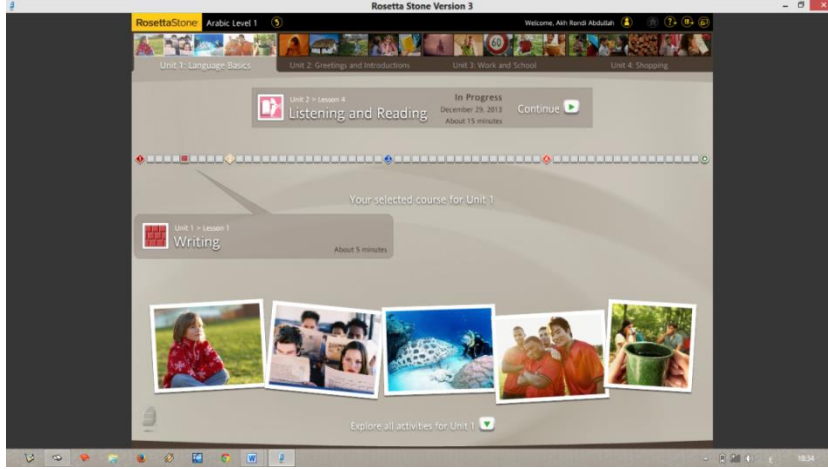 Rosetta Stone Version 3
RosettaStone Arabic Level 1
Welcome, Akh Rondi Abdullah
Unit 1: Language Basics
Unit 2: Greetings and Introductions
Unit 3: Work and School
Unit 4: Shopping
60
Unit 2 > Lesson 4
Listening and Reading
In Progress
December 29, 2013
About 15 minutes
Continue
Your selected course for Unit 1
Unit 1 > Lesson 1
Writing
About 5 minutes
Explore all activities for Unit 1
18:34